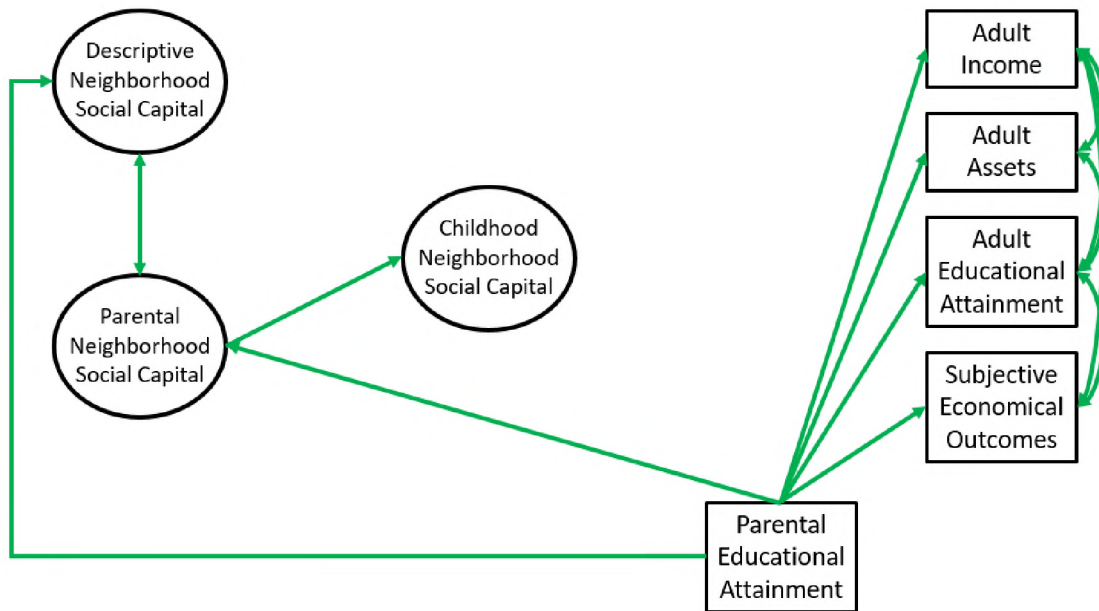 Descriptive
Neighborhood
Social Capital
Parental
Neighborhood
Social Capital
Childhood
Neighborhood
Social Capital
Adult
Income
Adult
Assets
Adult
Educational
Attainment
Subjective
Economical
Outcomes
Parental
Educational
Attainment